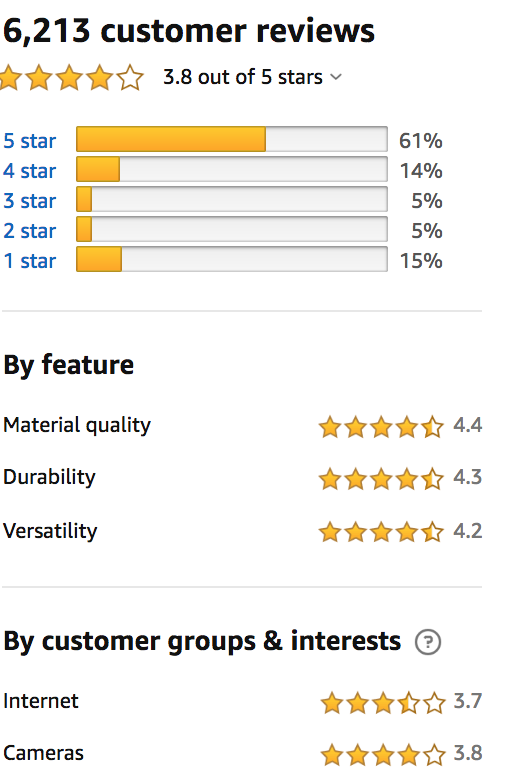 6,213 customer reviews
3.8 out of 5 stars
5 star 61%
4 star 14%
3 star 5%
2 star 5%
1 star 15%
By feature
Material quality 4.4
Durability 4.3
Versatility 4.2
By customer groups & interests ?
Internet 3.7
Cameras 3.8